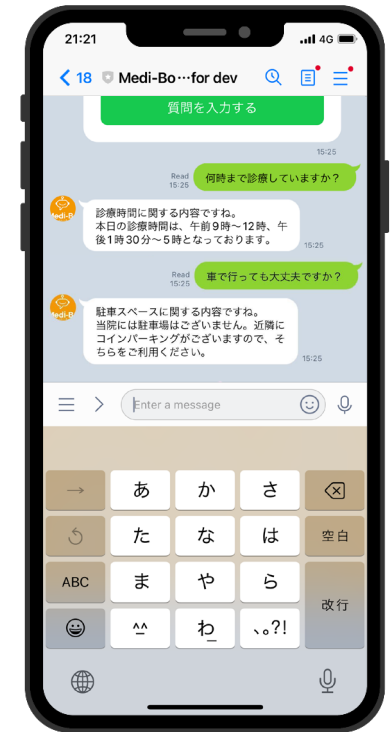 21:21
4G
18 Medi-Bo…for dev
質問を入力する
15:25
Read
15:25
何時まで診療していますか？
診療時間に関する内容ですね。
本日の診療時間は、午前9時〜12時、午
後1時30分〜5時となっております。
15:25
Read
15:25
車で行っても大丈夫ですか？
駐車スペースに関する内容ですね。
当院には駐車場はございません。近隣に
コインパーキングがございますので、そ
ちらをご利用ください。
15:25
Enter a message
→ あ か さ
た な は 空白
ABC ま や ら
改行
^^ わ 、。?!